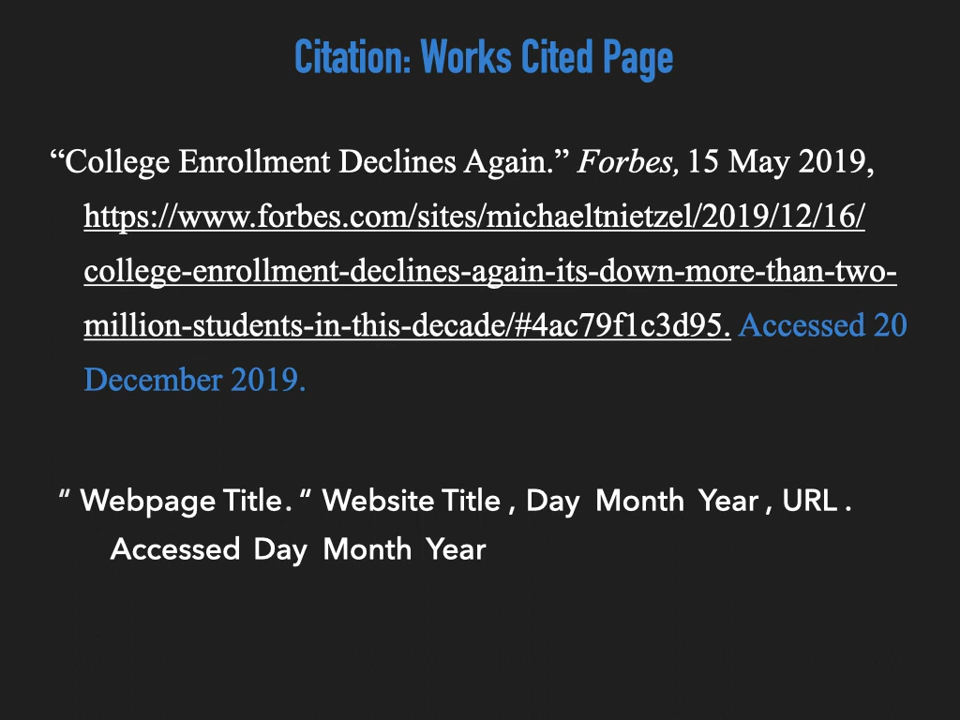 Citation: Works Cited Page
“College Enrollment Declines Again.” Forbes, 15 May 2019,
https://www.forbes.com/sites/michaeltnietzel/2019/12/16/
college-enrollment-declines-again-its-down-more-than-two-
million-students-in-this-decade/#4ac79f1c3d95. Accessed 20
December 2019.
“ Webpage Title. “ Website Title , Day Month Year , URL .
Accessed Day Month Year